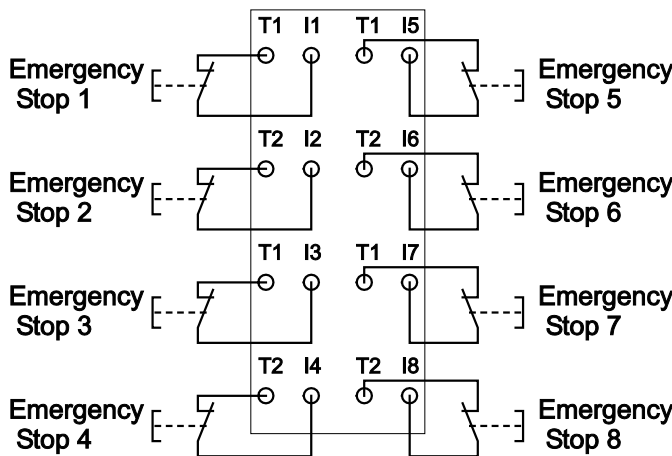 T1 I1 T1 I5
Emergency
Stop 1
Emergency
Stop 5
T2 I2 T2 I6
Emergency
Stop 2
Emergency
Stop 6
T1 I3 T1 I7
Emergency
Stop 3
Emergency
Stop 7
T2 I4 T2 I8
Emergency
Stop 4
Emergency
Stop 8